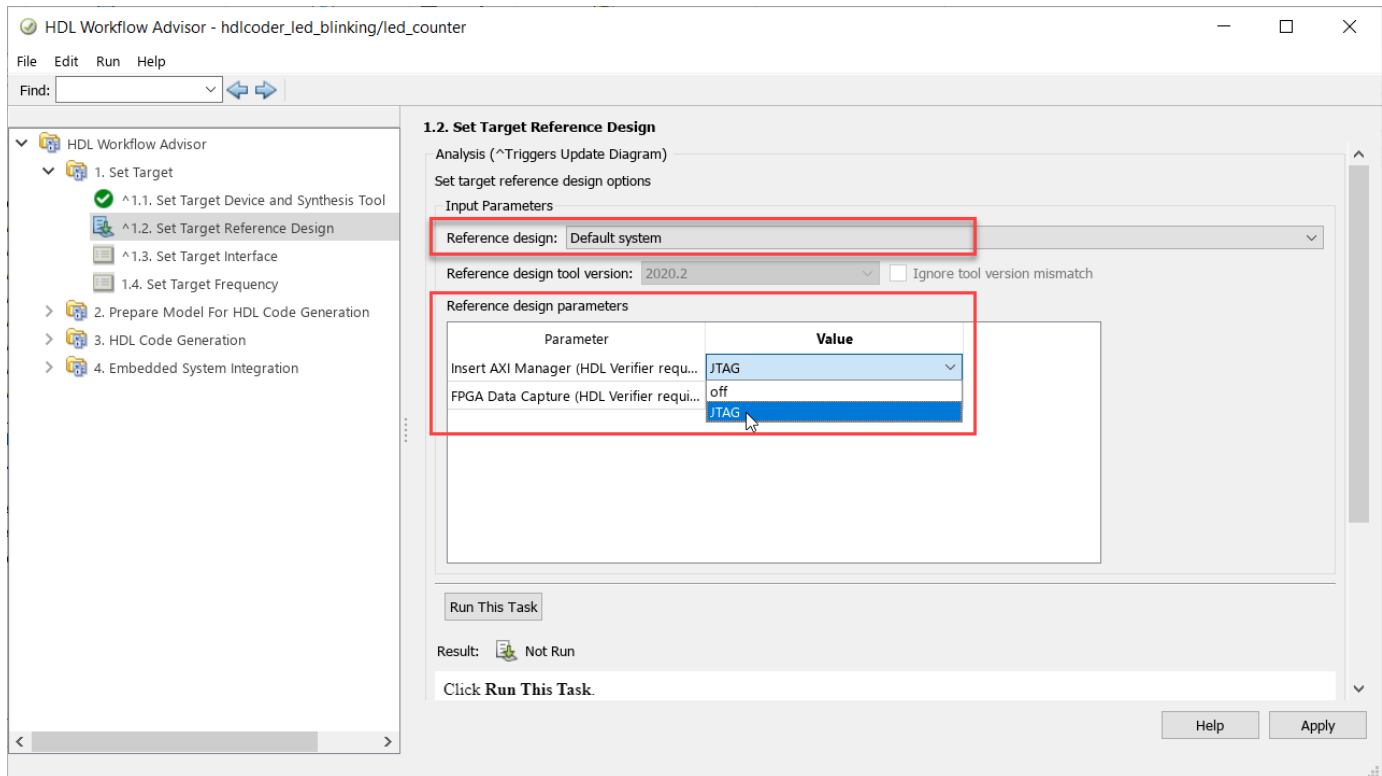 HDL Workflow Advisor - hdlcoder_led_blinking/led_counter
File Edit Run Help
Find:
HDL Workflow Advisor
1. Set Target
^1.1. Set Target Device and Synthesis Tool
^1.2. Set Target Reference Design
^1.3. Set Target Interface
1.4. Set Target Frequency
2. Prepare Model For HDL Code Generation
3. HDL Code Generation
4. Embedded System Integration
1.2. Set Target Reference Design
Analysis (^Triggers Update Diagram)
Set target reference design options
Input Parameters
Reference design: Default system
Reference design tool version: 2020.2 Ignore tool version mismatch
Reference design parameters
Parameter Value
Insert AXI Manager (HDL Verifier requ... JTAG
FPGA Data Capture (HDL Verifier requi... off
JTAG
Run This Task
Result: Not Run
Click Run This Task.
Help Apply